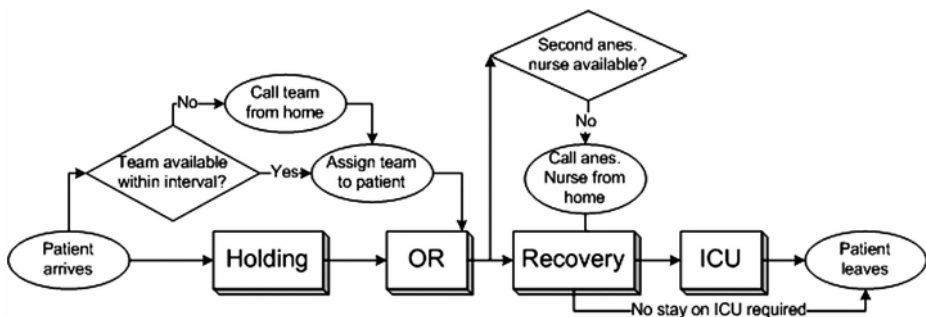 Second anes.
nurse available?
No
Call team
from home
No
Team available
within interval?
Yes
Assign team
to patient
Call anes.
Nurse from
home
Patient
arrives
Holding
OR
Recovery
ICU
Patient
leaves
No stay on ICU required